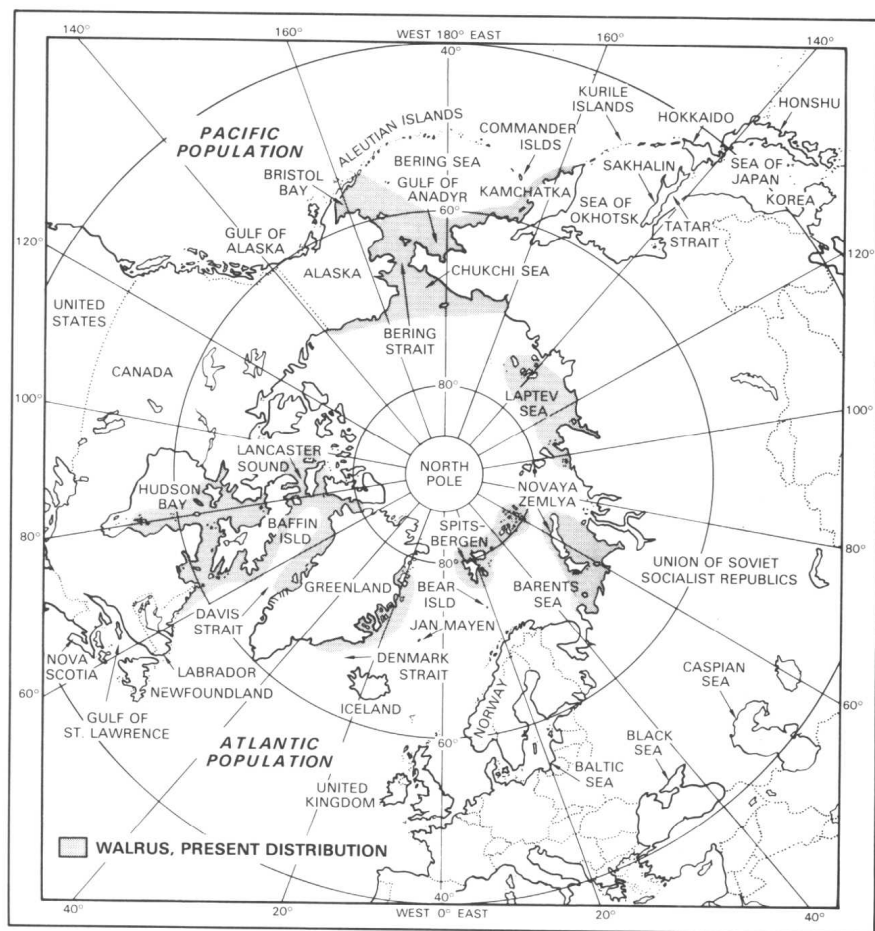 140°
160°
WEST 180° EAST
160°
140°
40°
KURILE
ISLANDS
HOKKAIDO
HONSHU
PACIFIC
POPULATION
ALEUTIAN ISLANDS
COMMANDER
ISLDS
BERING SEA
SAKHALIN
SEA OF
JAPAN
BRISTOL
BAY
GULF OF
ANADYR
KAMCHATKA
SEA OF
OKHOTSK
KOREA
60°
TATAR
STRAIT
GULF OF
ALASKA
120°
120°
ALASKA
CHUKCHI SEA
UNITED
STATES
BERING
STRAIT
CANADA
80°
LAPTEV
SEA
100°
100°
LANCASTER
SOUND
NORTH
POLE
HUDSON
BAY
NOVAYA
ZEMLYA
BAFFIN
ISLD
SPITS-
BERGEN
80°
80°
80°
UNION OF SOVIET
SOCIALIST REPUBLICS
GREENLAND
BEAR
ISLD
BARENTS
SEA
DAVIS
STRAIT
JAN MAYEN
NOVA
SCOTIA
LABRADOR
NEWFOUNDLAND
DENMARK
STRAIT
CASPIAN
SEA
60°
60°
GULF OF
ST. LAWRENCE
ICELAND
NORWAY
BLACK
SEA
ATLANTIC
POPULATION
60°
BALTIC
SEA
UNITED
KINGDOM
WALRUS, PRESENT DISTRIBUTION
40°
40°
20°
WEST 0° EAST
20°
40°